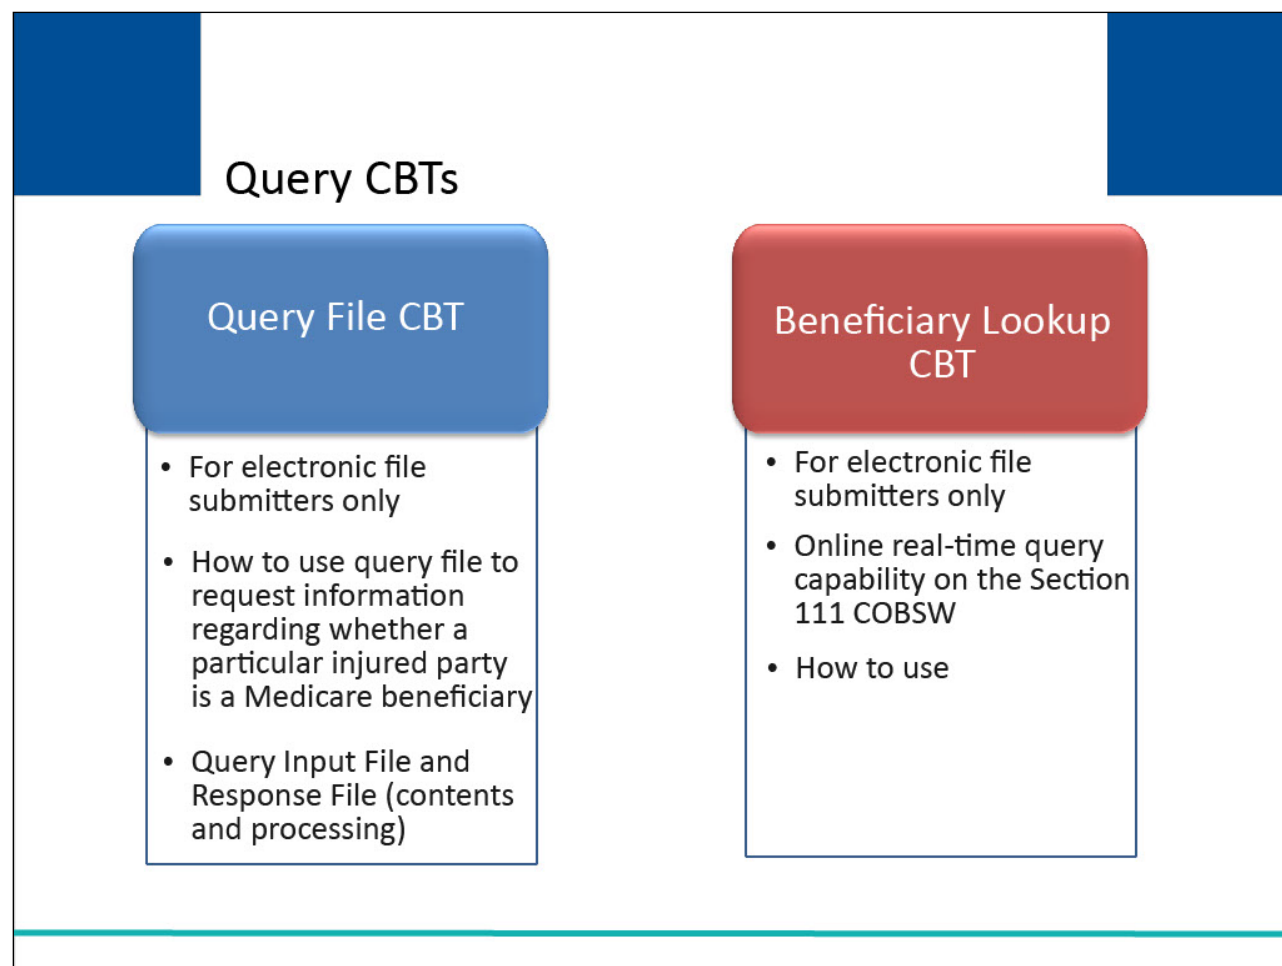 Query CBTs
Query File CBT
• For electronic file
submitters only
• How to use query file to
request information
regarding whether a
particular injured party
is a Medicare beneficiary
• Query Input File and
Response File (contents
and processing)
Beneficiary Lookup
CBT
• For electronic file
submitters only
• Online real-time query
capability on the Section
111 COBSW
• How to use